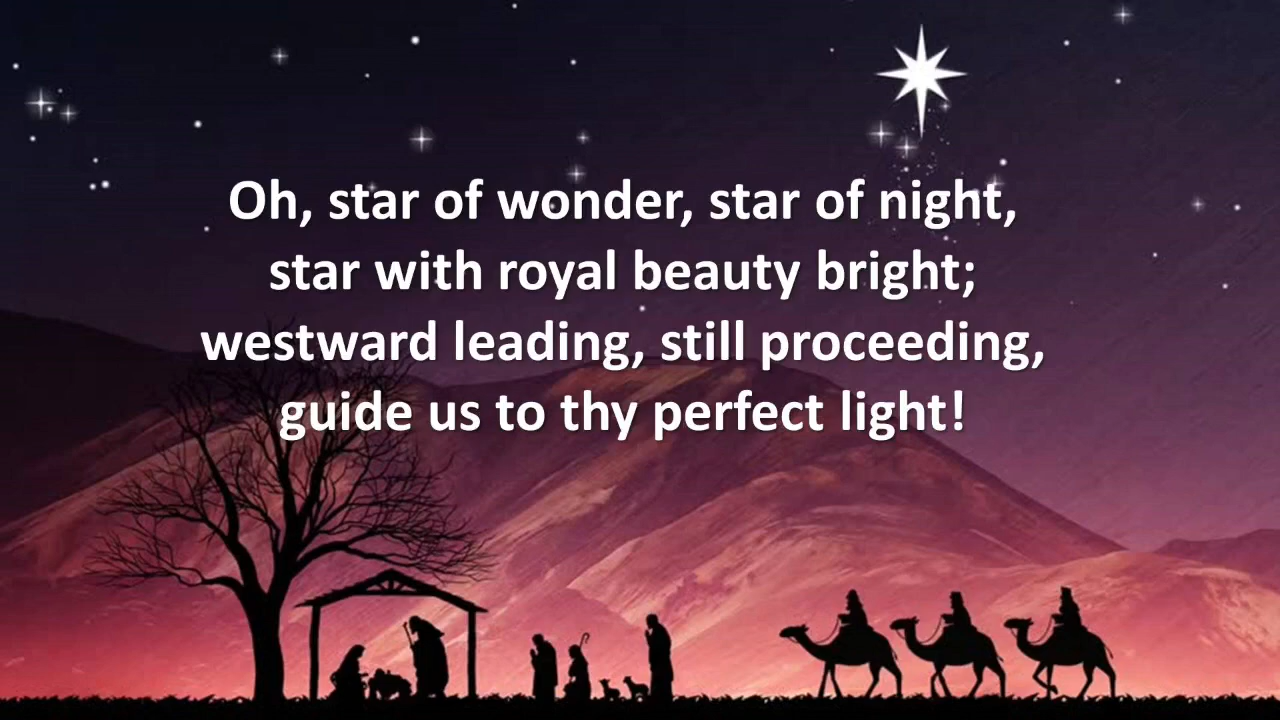 Oh, star of wonder, star of night,
star with royal beauty bright;
westward leading, still proceeding,
guide us to thy perfect light!